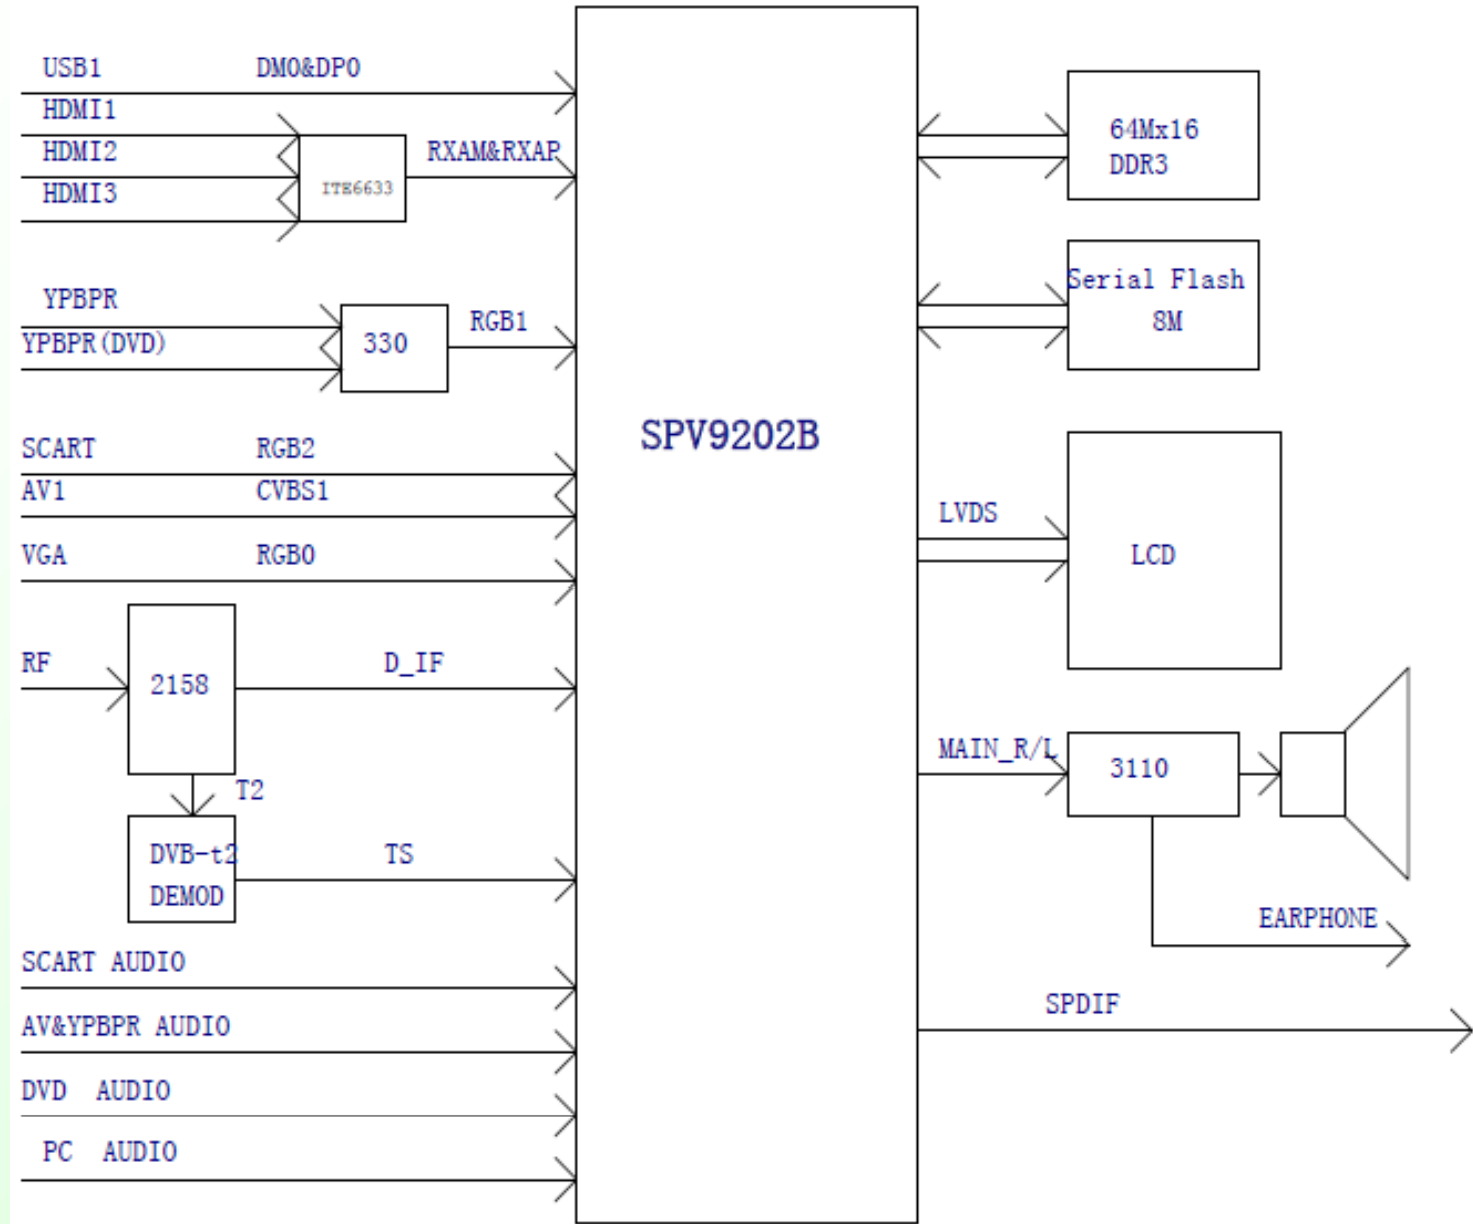 USB1 DM0&DP0
HDMI1
HDMI2
HDMI3
ITE6633
RXAM&RXAP
YPBPR
YPBPR(DVD)
330
RGB1
SCART RGB2
AV1 CVBS1
VGA RGB0
RF
2158
D_IF
T2
DVB-t2
DEMOD
TS
SCART AUDIO
AV&YPBPR AUDIO
DVD AUDIO
PC AUDIO
SPV9202B
64Mx16
DDR3
Serial Flash
8M
LVDS
LCD
MAIN_R/L
3110
EARPHONE
SPDIF